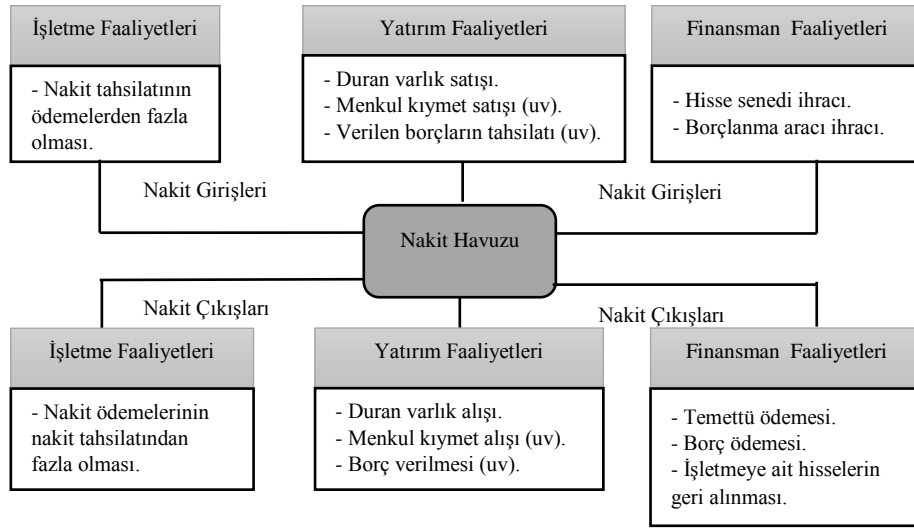 İşletme Faaliyetleri
- Nakit tahsilatının
ödemelerden fazla
olması.
Yatırım Faaliyetleri
- Duran varlık satışı.
- Menkul kıymet satışı (uv).
- Verilen borçların tahsilatı (uv).
Finansman Faaliyetleri
- Hisse senedi ihracı.
- Borçlanma aracı ihracı.
Nakit Girişleri
Nakit Girişleri
Nakit Havuzu
Nakit Çıkışları
Nakit Çıkışları
İşletme Faaliyetleri
- Nakit ödemelerinin
nakit tahsilatından
fazla olması.
Yatırım Faaliyetleri
- Duran varlık alışı.
- Menkul kıymet alışı (uv).
- Borç verilmesi (uv).
Finansman Faaliyetleri
- Temettü ödemesi.
- Borç ödemesi.
- İşletmeye ait hisselerin
geri alınması.